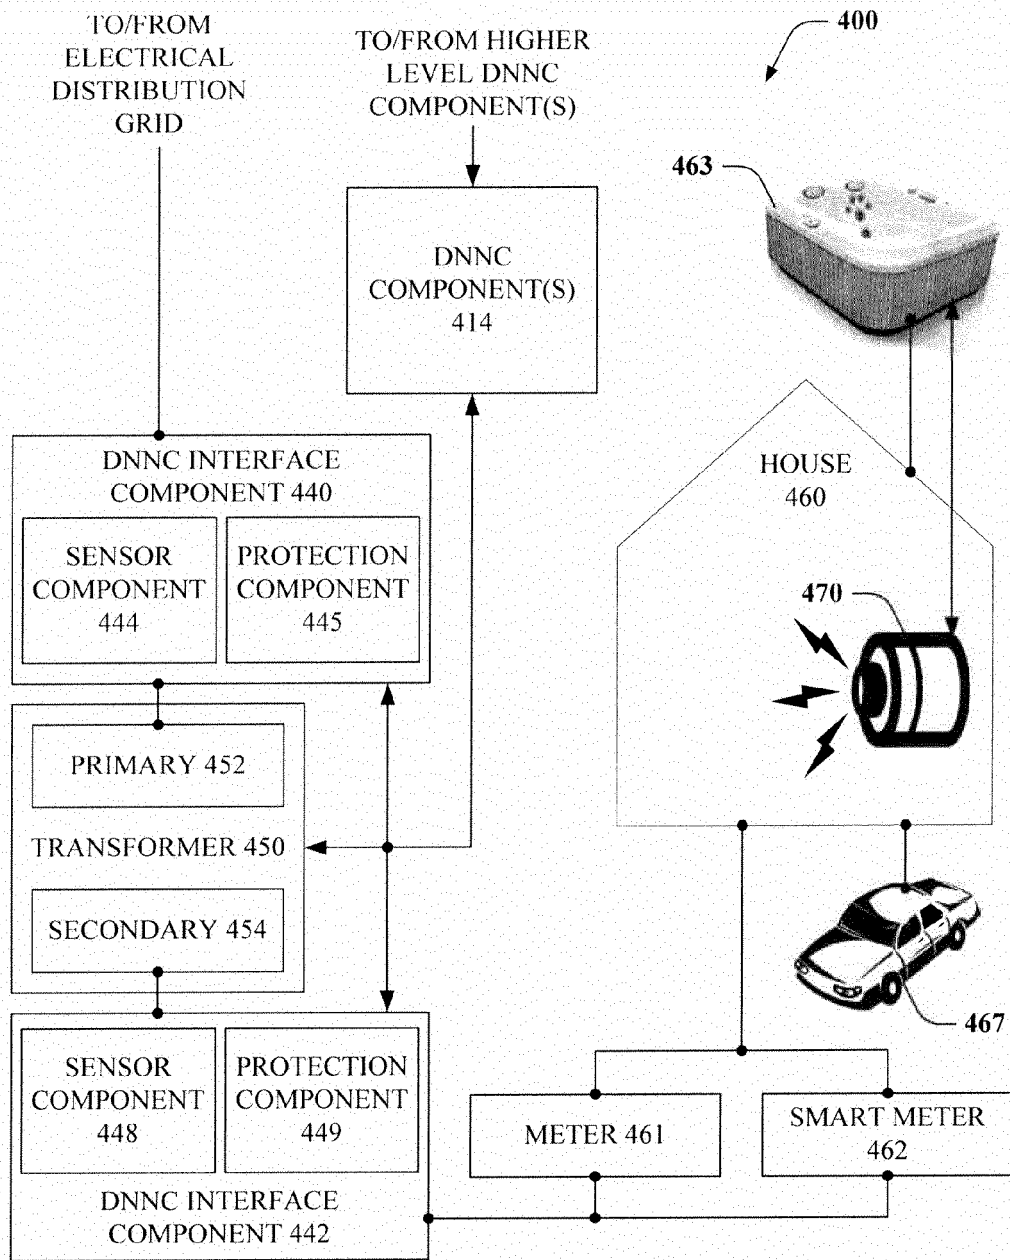 TO/FROM
ELECTRICAL
DISTRIBUTION
GRID
TO/FROM HIGHER
LEVEL DNNC
COMPONENT(S)
400
463
DNNC
COMPONENT(S)
414
DNNC INTERFACE
COMPONENT 440
SENSOR
COMPONENT
444
PROTECTION
COMPONENT
445
HOUSE
460
470
PRIMARY 452
TRANSFORMER 450
SECONDARY 454
467
SENSOR
COMPONENT
448
PROTECTION
COMPONENT
449
DNNC INTERFACE
COMPONENT 442
METER 461
SMART METER
462